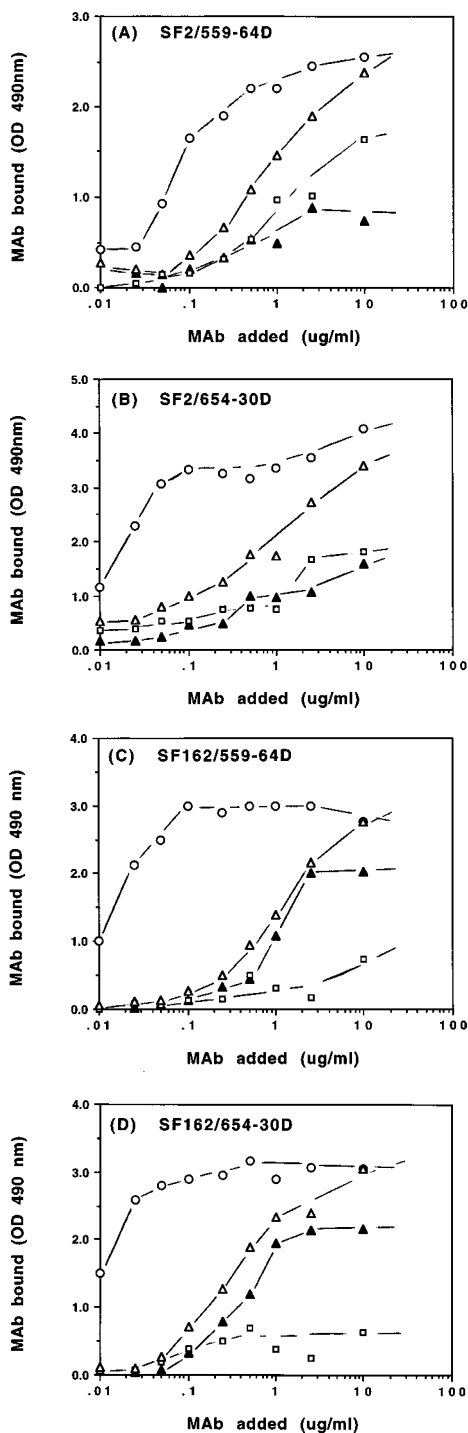 (A) SF2/559-64D
MAb bound (OD 490nm)
3.0
2.0
1.0
0.0
.01 .1 1 10 100
MAb added (ug/ml)
(B) SF2/654-30D
MAb bound (OD 490nm)
5.0
4.0
3.0
2.0
1.0
0.0
.01 .1 1 10 100
MAb added (ug/ml)
(C) SF162/559-64D
MAb bound (OD 490 nm)
4.0
3.0
2.0
1.0
0.0
.01 .1 1 10 100
MAb added (ug/ml)
(D) SF162/654-30D
MAb bound (OD 490 nm)
4.0
3.0
2.0
1.0
0.0
.01 .1 1 10 100
MAb added (ug/ml)